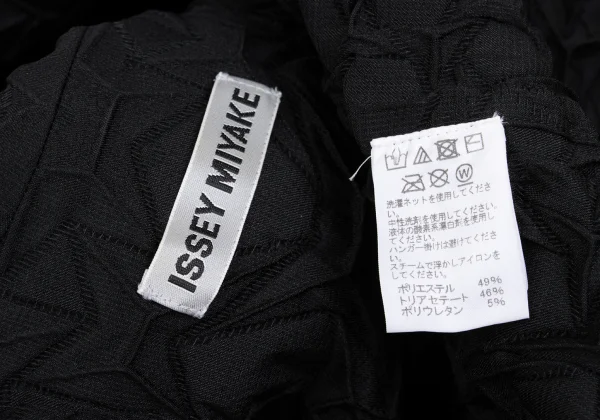 ISSEY MIYAKE
W
洗濯ネットを使用してくださ
い。
中性洗剤を使用してください。
液体の酸素系漂白剤を使用し
てください。
ハンガー掛けは避けてくださ
い。
スチームで浮かしアイロンを
してください。
ポリエステル 49%
トリアセテート 46%
ポリウレタン 5%